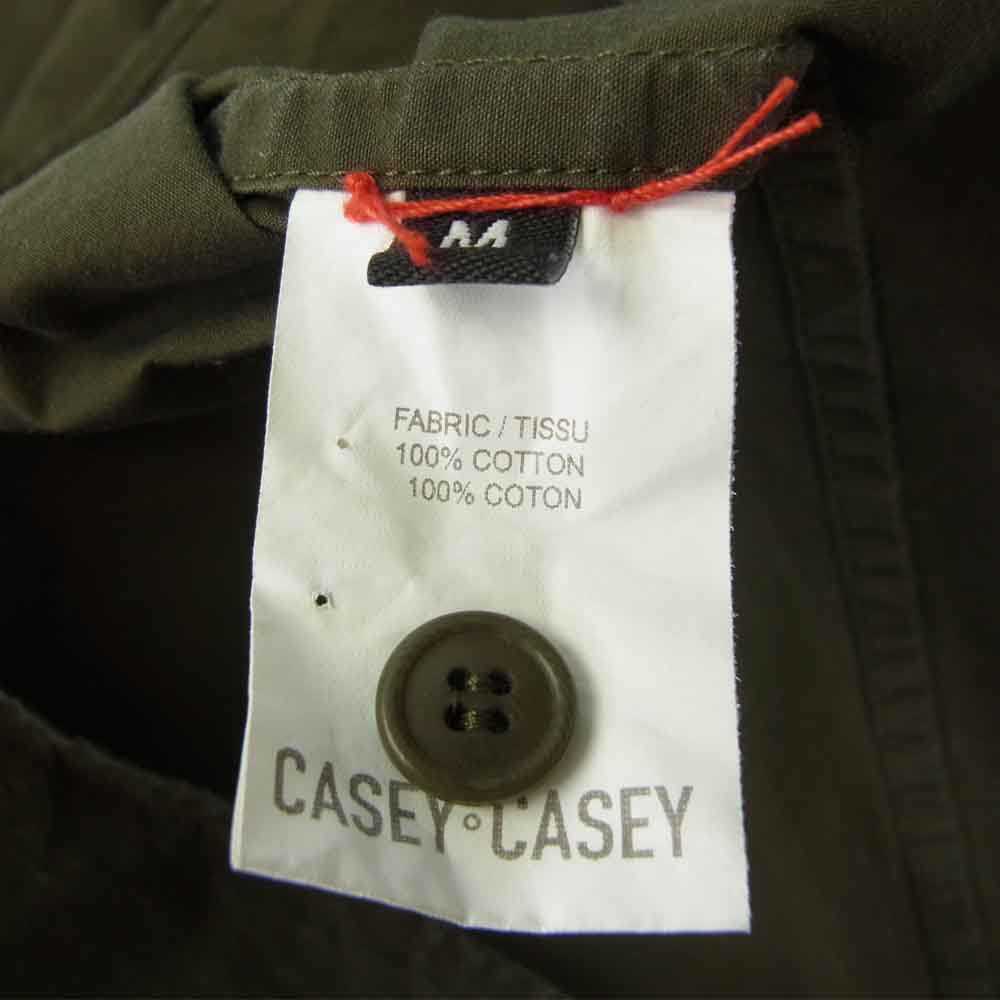 M
FABRIC / TISSU
100% COTTON
100% COTON
CASEY°CASEY